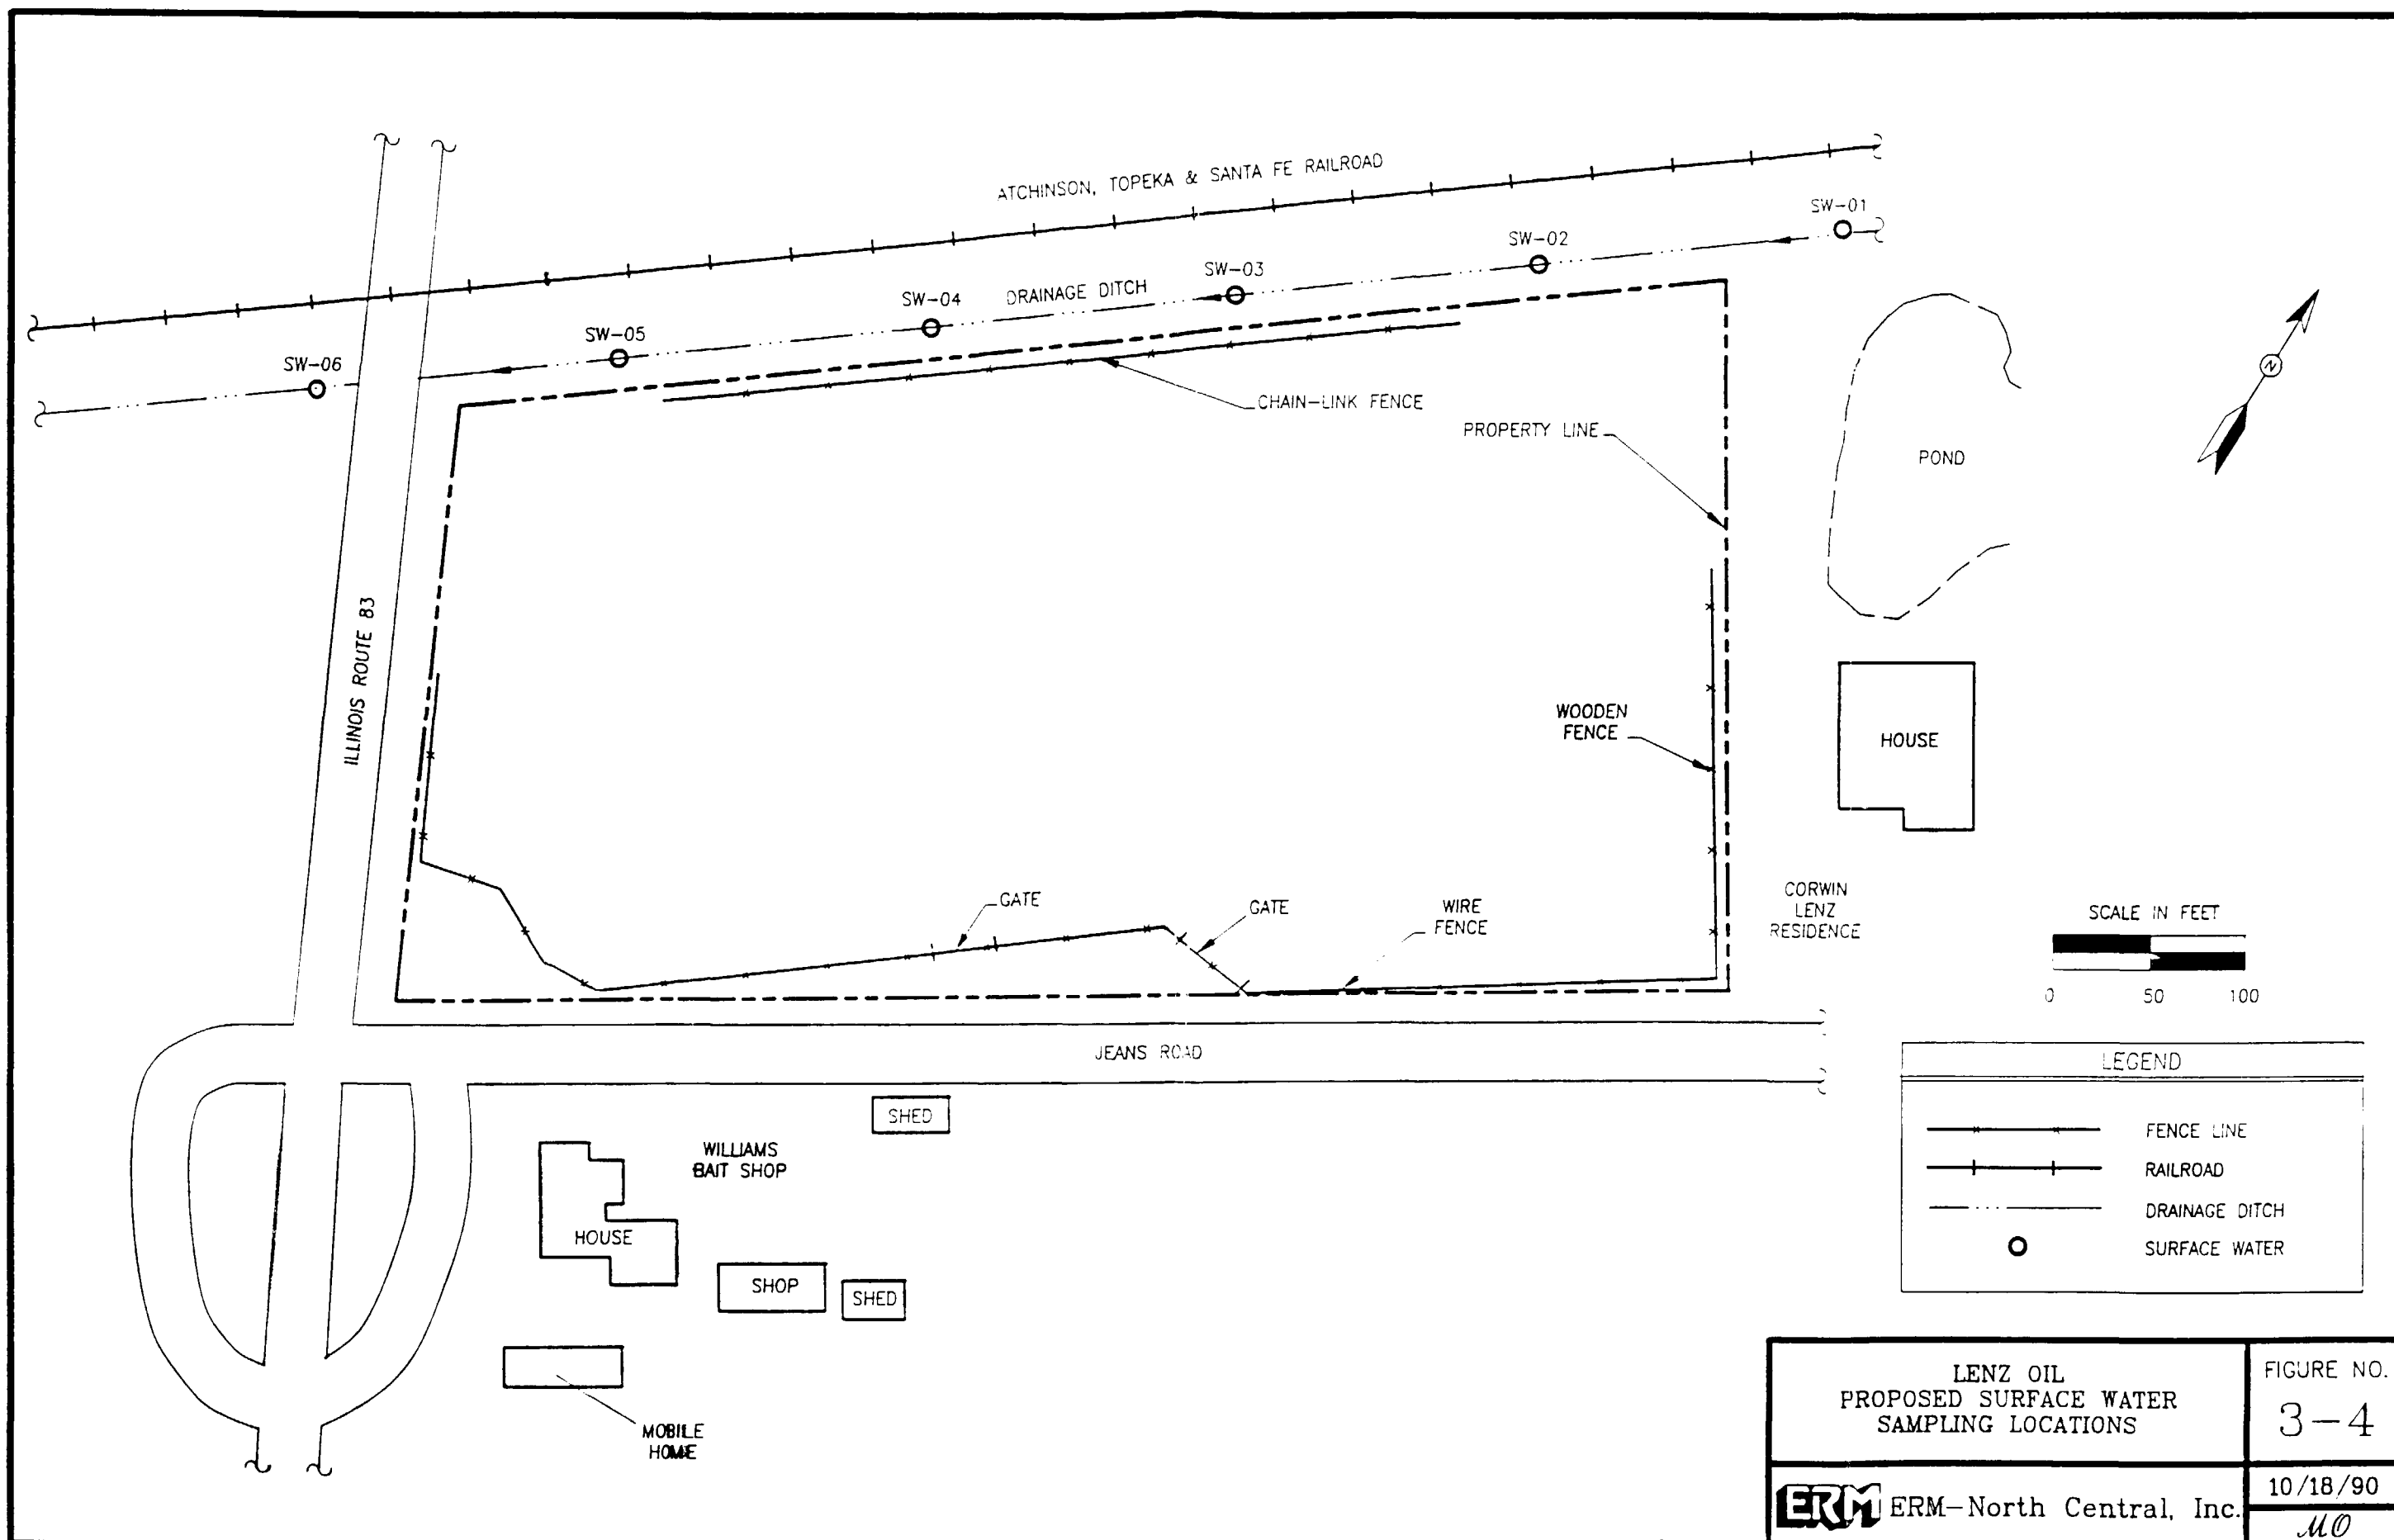 ATCHINSON, TOPEKA & SANTA FE RAILROAD
SW-01
SW-02
SW-03
SW-04
DRAINAGE DITCH
SW-05
SW-06
CHAIN-LINK FENCE
PROPERTY LINE
POND
N
ILLINOIS ROUTE 83
WOODEN
FENCE
HOUSE
GATE
GATE
WIRE
FENCE
CORWIN
LENZ
RESIDENCE
SCALE IN FEET
0 50 100
JEANS ROAD
LEGEND
FENCE LINE
RAILROAD
DRAINAGE DITCH
SURFACE WATER
SHED
WILLIAMS
BAIT SHOP
HOUSE
SHOP
SHED
MOBILE
HOME
LENZ OIL
PROPOSED SURFACE WATER
SAMPLING LOCATIONS
FIGURE NO.
3-4
ERM ERM-North Central, Inc.
10/18/90
MO